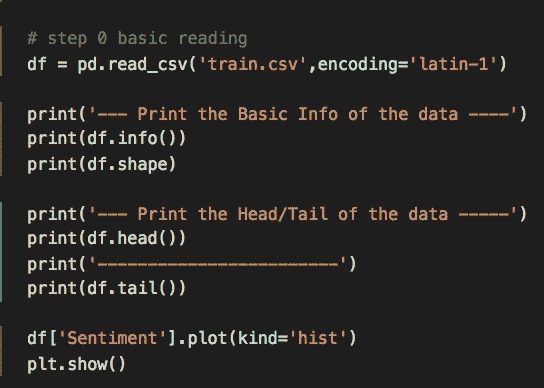 # step 0 basic reading
df = pd.read_csv('train.csv',encoding='latin-1')
print('--- Print the Basic Info of the data ----')
print(df.info())
print(df.shape)
print('--- Print the Head/Tail of the data -----')
print(df.head())
print('------------------------')
print(df.tail())
df['Sentiment'].plot(kind='hist')
plt.show()